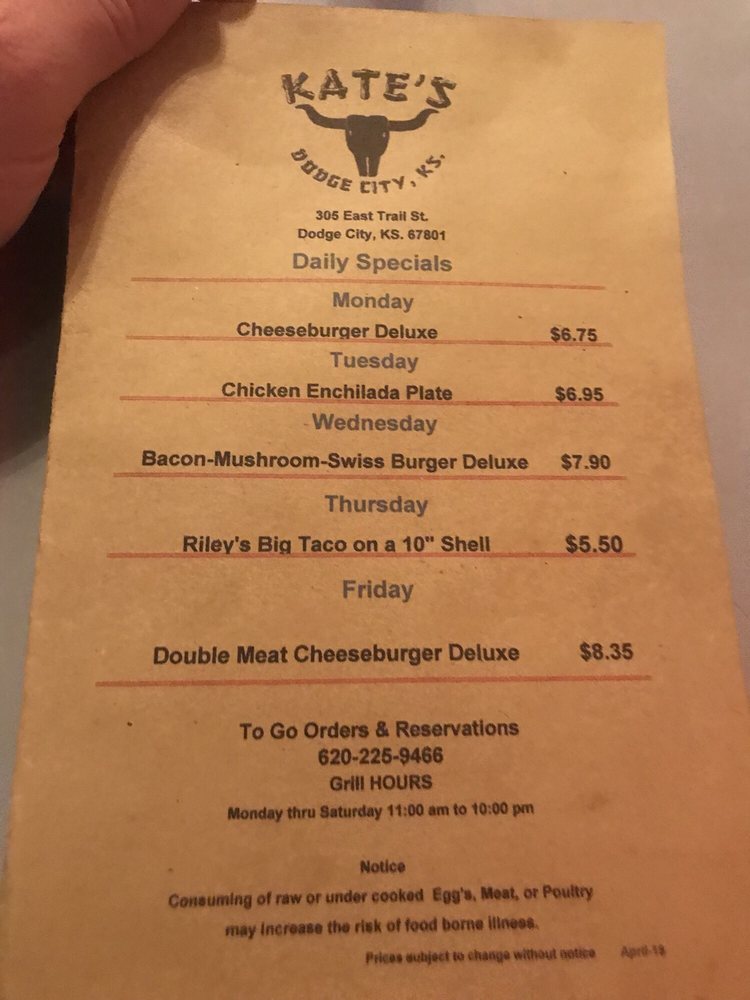 KATE'S
DODGE CITY, KS.
305 East Trail St.
Dodge City, KS. 67801
Daily Specials
Monday
Cheeseburger Deluxe $6.75
Tuesday
Chicken Enchilada Plate $6.95
Wednesday
Bacon-Mushroom-Swiss Burger Deluxe $7.90
Thursday
Riley's Big Taco on a 10" Shell $5.50
Friday
Double Meat Cheeseburger Deluxe $8.35
To Go Orders & Reservations
620-225-9466
Grill HOURS
Monday thru Saturday 11:00 am to 10:00 pm
Notice
Consuming of raw or under cooked Egg's, Meat, or Poultry
may increase the risk of food borne illness.
Prices subject to change without notice April-18